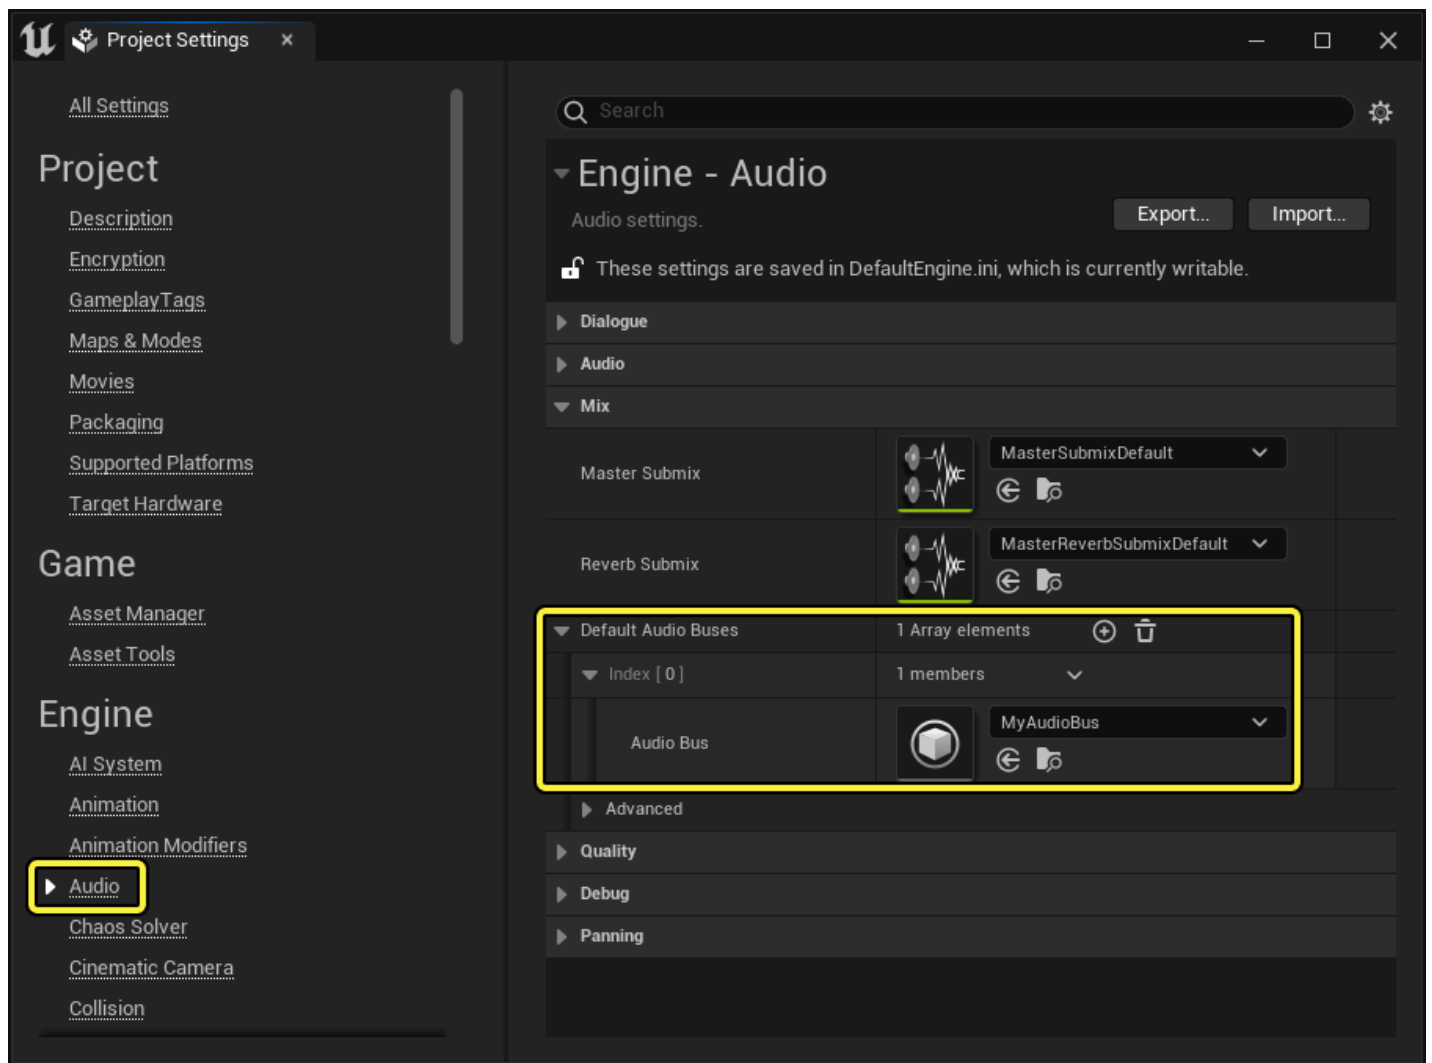 Project Settings
All Settings
Project
Description
Encryption
GameplayTags
Maps & Modes
Movies
Packaging
Supported Platforms
Target Hardware
Game
Asset Manager
Asset Tools
Engine
AI System
Animation
Animation Modifiers
Audio
Chaos Solver
Cinematic Camera
Collision
Search
Engine - Audio
Audio settings.
Export...
Import...
These settings are saved in DefaultEngine.ini, which is currently writable.
Dialogue
Audio
Mix
Master Submix
MasterSubmixDefault
Reverb Submix
MasterReverbSubmixDefault
Default Audio Buses
1 Array elements
Index [ 0 ]
1 members
Audio Bus
MyAudioBus
Advanced
Quality
Debug
Panning